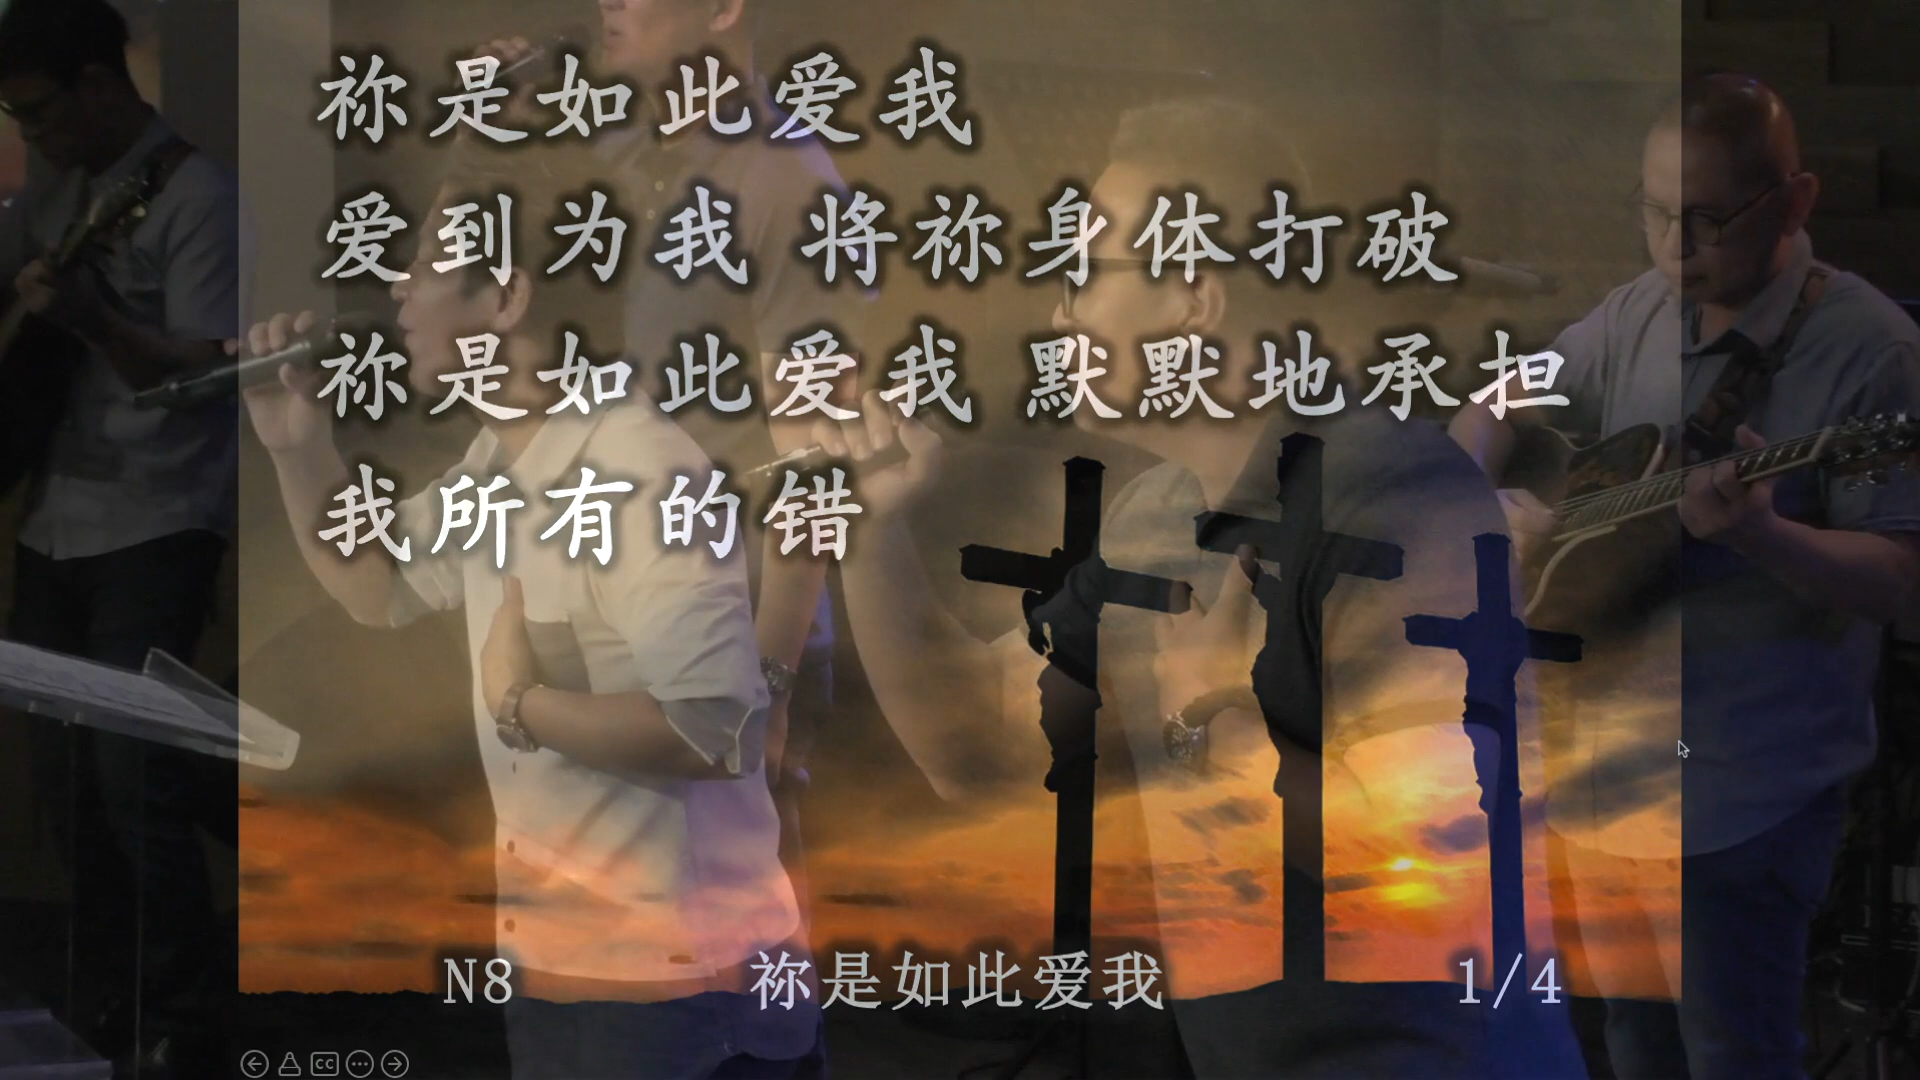 祢是如此爱我
爱到为我 将祢身体打破
祢是如此爱我 默默地承担
我所有的错
N8 祢是如此爱我 1/4
CC